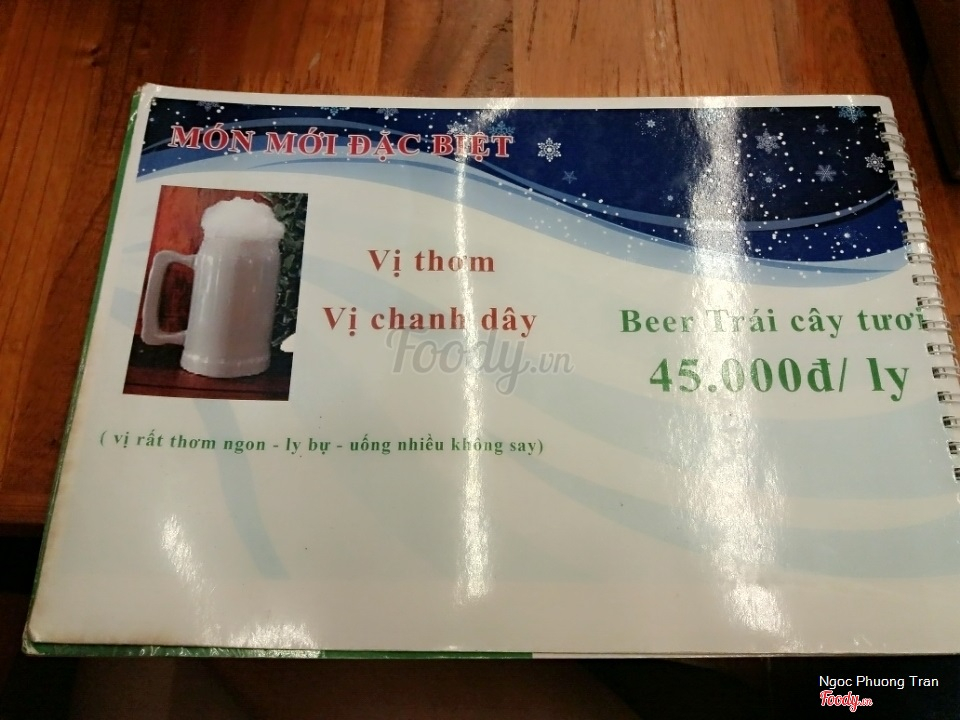 MÓN MỚI ĐẶC BIỆT
Vị thơm
Vị chanh dây
Beer Trái cây tươi
45.000đ/ ly
( vị rất thơm ngon - ly bự - uống nhiều không say)
Foody.vn
Ngoc Phuong Tran
Foody.vn